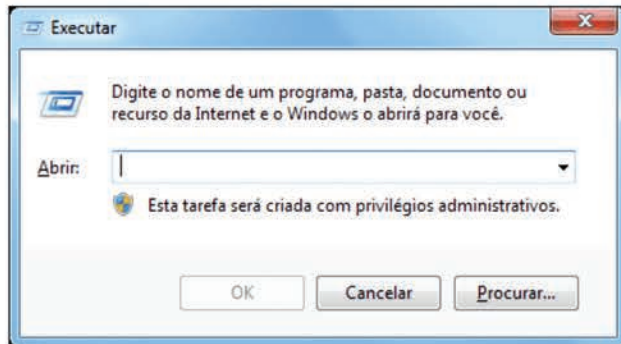 Executar
Digite o nome de um programa, pasta, documento ou
recurso da Internet e o Windows o abrirá para você.
Abrir:
Esta tarefa será criada com privilégios administrativos.
OK Cancelar Procurar...